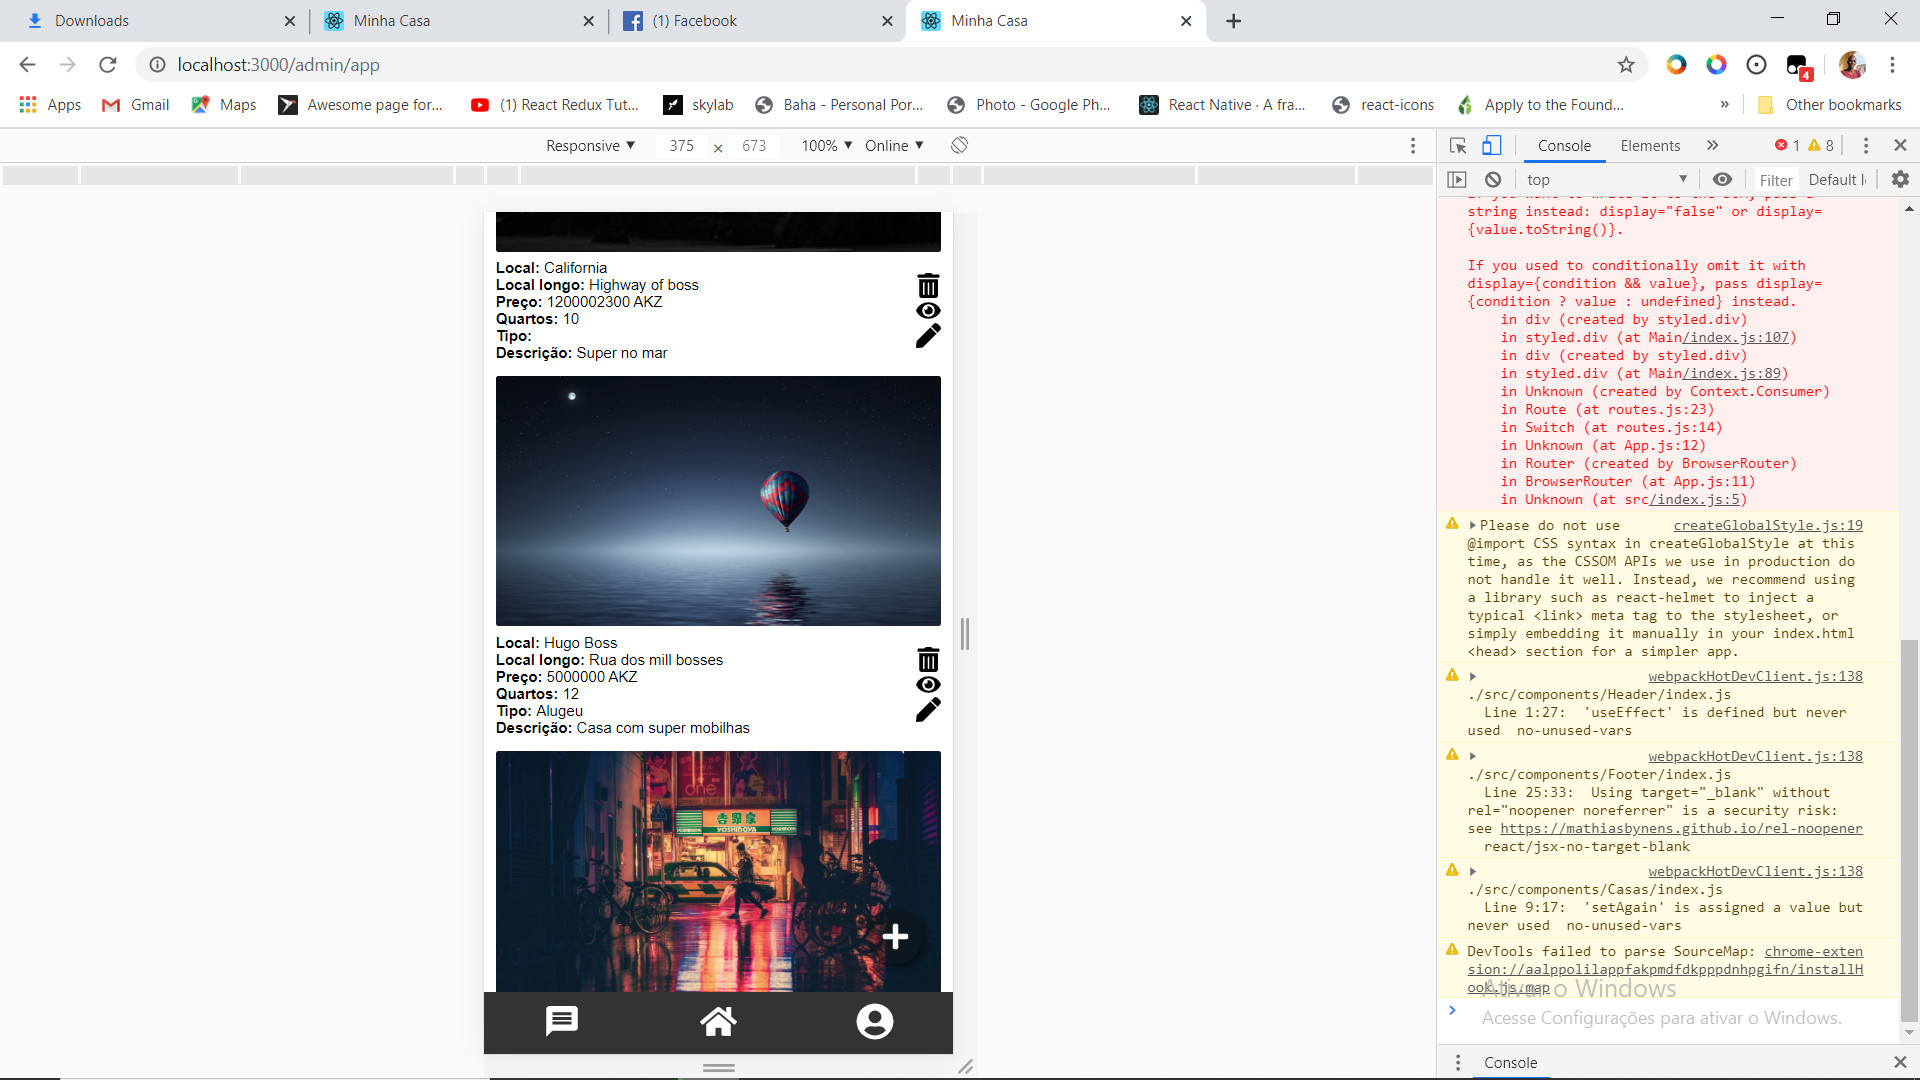 Downloads
Minha Casa
(1) Facebook
Minha Casa
localhost:3000/admin/app
4
Apps
Gmail
Maps
Awesome page for...
(1) React Redux Tut...
skylab
Baha - Personal Por...
Photo - Google Ph...
React Native · A fra...
react-icons
Apply to the Found...
»
Other bookmarks
Responsive ▼
375 × 673
100% ▼
Online ▼
Console
Elements
»
1
8
top
Filter
Default l
string instead: display="false" or display=
{value.toString()}.
If you used to conditionally omit it with
display={condition && value}, pass display=
{condition ? value : undefined} instead.
in div (created by styled.div)
in styled.div (at Main/index.js:107)
in div (created by styled.div)
in styled.div (at Main/index.js:89)
in Unknown (created by Context.Consumer)
in Route (at routes.js:23)
in Switch (at routes.js:14)
in Unknown (at App.js:12)
in Router (created by BrowserRouter)
in BrowserRouter (at App.js:11)
in Unknown (at src/index.js:5)
Please do not use createGlobalStyle.js:19
@import CSS syntax in createGlobalStyle at this
time, as the CSSOM APIs we use in production do
not handle it well. Instead, we recommend using
a library such as react-helmet to inject a
typical <link> meta tag to the stylesheet, or
simply embedding it manually in your index.html
<head> section for a simpler app.
webpackHotDevClient.js:138
./src/components/Header/index.js
Line 1:27: 'useEffect' is defined but never
used no-unused-vars
webpackHotDevClient.js:138
./src/components/Footer/index.js
Line 25:33: Using target="_blank" without
rel="noopener noreferrer" is a security risk:
see https://mathiasbynens.github.io/rel-noopener
react/jsx-no-target-blank
webpackHotDevClient.js:138
./src/components/Casas/index.js
Line 9:17: 'setAgain' is assigned a value but
never used no-unused-vars
DevTools failed to parse SourceMap: chrome-exten
sion://aalppolilappfakpmdfdkpppdnhpgifn/installH
ook.js.map
Ativar o Windows
Acesse Configurações para ativar o Windows.
Console
Local: California
Local longo: Highway of boss
Preço: 1200002300 AKZ
Quartos: 10
Tipo:
Descrição: Super no mar
Local: Hugo Boss
Local longo: Rua dos mill bosses
Preço: 5000000 AKZ
Quartos: 12
Tipo: Alugeu
Descrição: Casa com super mobilhas
one
吉野家
YOSHINOYA